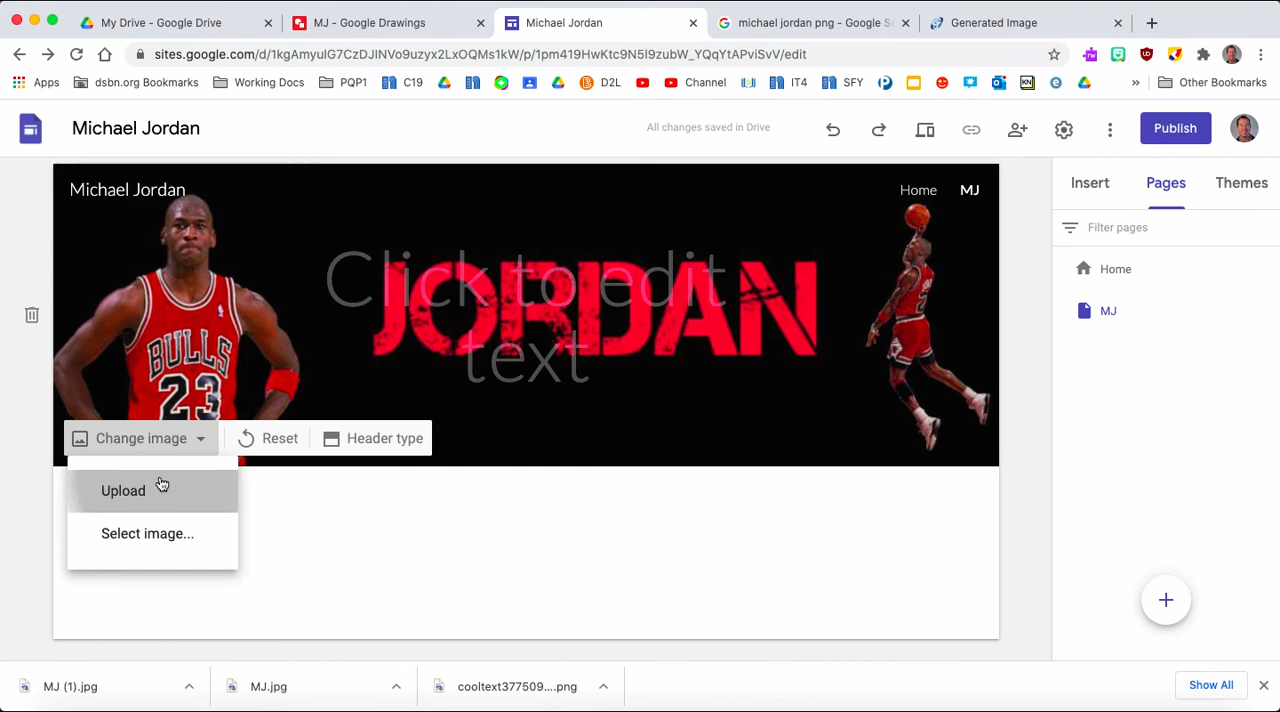 My Drive - Google Drive
MJ - Google Drawings
Michael Jordan
michael jordan png - Google Se
Generated Image
sites.google.com/d/1kgAmyuIG7CzDJINVo9uzyx2LxOQMs1kW/p/1pm419HwKtc9N5I9zubW_YQqYtAPviSvV/edit
Apps
dsbn.org Bookmarks
Working Docs
PQP1
C19
D2L
Channel
IT4
SFY
KN
»
Other Bookmarks
Michael Jordan
All changes saved in Drive
Publish
Michael Jordan
Home
MJ
Insert
Pages
Themes
Filter pages
Home
MJ
Click to edit
text
JORDAN
BULLS
23
Change image
Reset
Header type
Upload
Select image...
MJ (1).jpg
MJ.jpg
cooltext377509....png
Show All